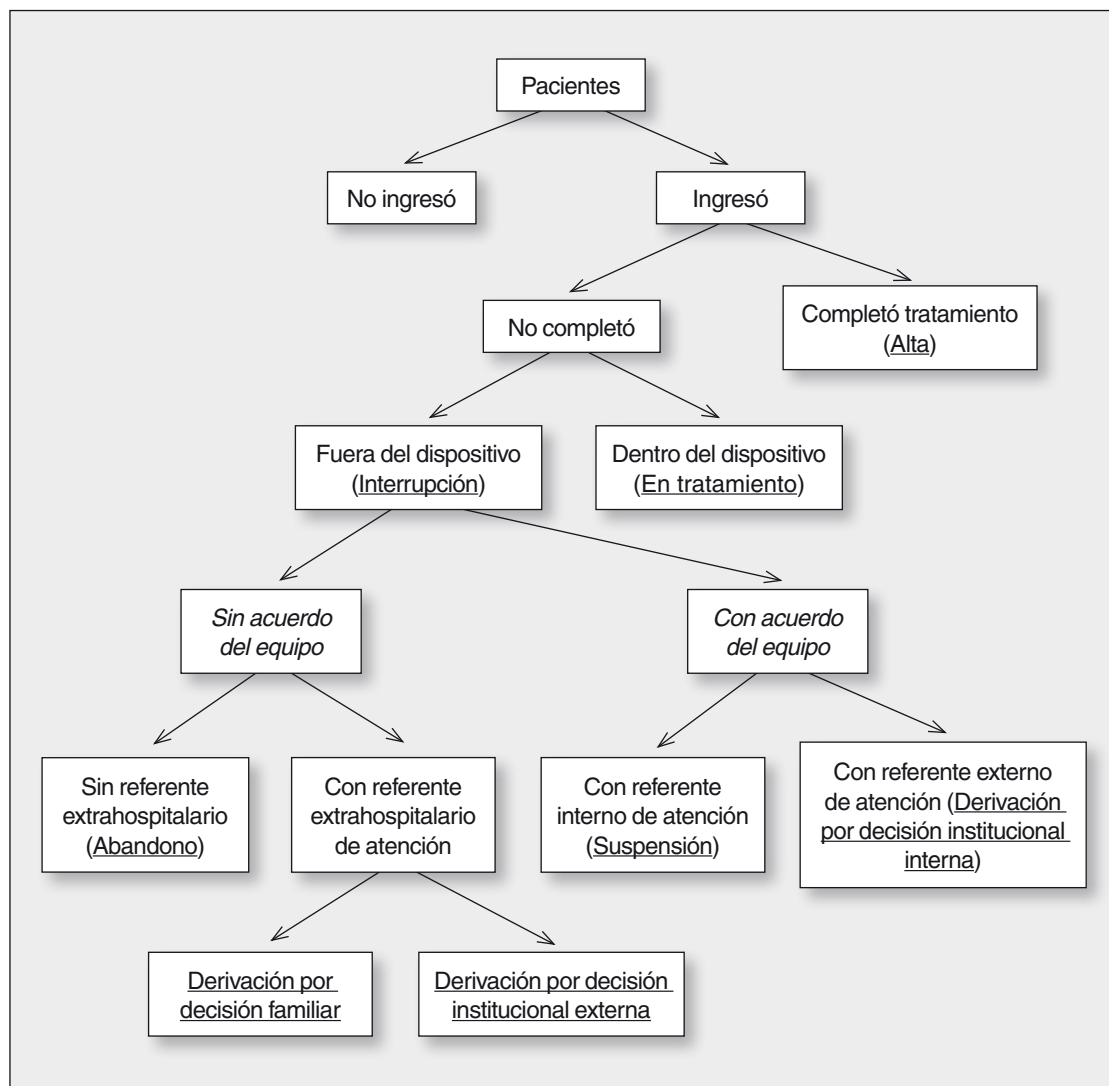 Pacientes
No ingresó
Ingresó
No completó
Completó tratamiento
(Alta)
Fuera del dispositivo
(Interrupción)
Dentro del dispositivo
(En tratamiento)
Sin acuerdo
del equipo
Con acuerdo
del equipo
Sin referente
extrahospitalario
(Abandono)
Con referente
extrahospitalario
de atención
Con referente
interno de atención
(Suspensión)
Con referente externo
de atención (Derivación
por decisión institucional
interna)
Derivación por
decisión familiar
Derivación por decisión
institucional externa